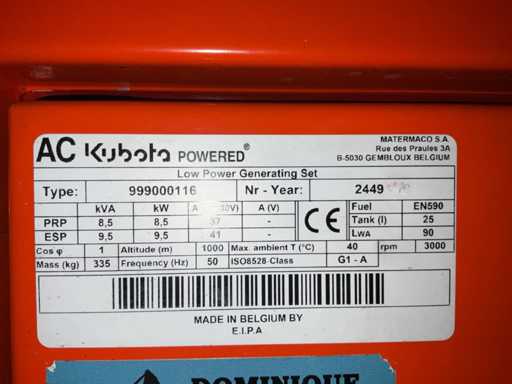 MATERMACO S.A.
Rue des Praules 3A
B-5030 GEMBLOUX BELGIUM
AC Kubota POWERED®
Low Power Generating Set
Type: 999000116 Nr - Year: 2449
kVA kW A (V) Fuel EN590
PRP 8,5 8,5 37 - CE Tank (l) 25
ESP 9,5 9,5 41 - LWA 90
Cos φ 1 Altitude (m) 1000 Max. ambient T (°C) 40 rpm 3000
Mass (kg) 335 Frequency (Hz) 50 ISO8528-Class G1 - A
MADE IN BELGIUM BY
E.I.P.A
DOMINIQUE